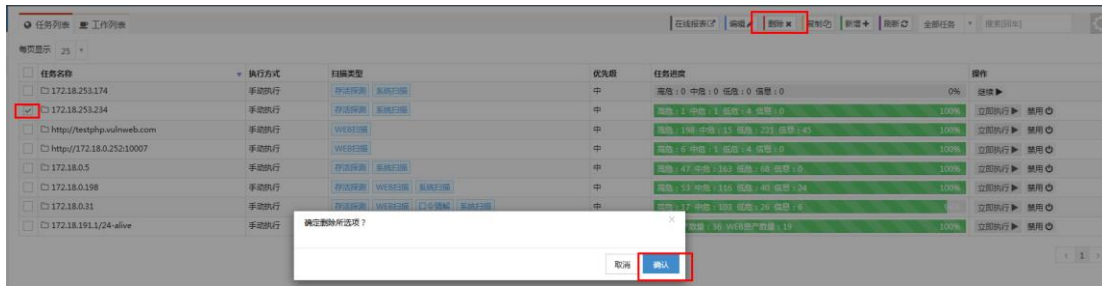 任务列表 工作列表 在线报表 编辑 删除 复制 新增 刷新 全部任务 搜索[回车]
每页显示 25
任务名称 执行方式 扫描类型 优先级 任务进度 操作
172.18.253.174 手动执行 存活探测 系统扫描 中 高危：0 中危：0 低危：0 信息：0 0% 继续
172.18.253.234 手动执行 存活探测 系统扫描 中 高危：1 中危：1 低危：4 信息：0 100% 立即执行 禁用
http://testphp.vulnweb.com 手动执行 WEB扫描 中 高危：198 中危：15 低危：221 信息：45 100% 立即执行 禁用
http://172.18.0.252:10007 手动执行 WEB扫描 中 高危：6 中危：1 低危：4 信息：0 100% 立即执行 禁用
172.18.0.5 手动执行 存活探测 系统扫描 中 高危：47 中危：163 低危：68 信息：0 100% 立即执行 禁用
172.18.0.198 手动执行 存活探测 WEB扫描 系统扫描 中 高危：53 中危：115 低危：40 信息：24 100% 立即执行 禁用
172.18.0.31 手动执行 存活探测 WEB扫描 口令猜解 系统扫描 中 高危：17 中危：103 低危：26 信息：6 立即执行 禁用
172.18.191.1/24-alive 手动执行 产数量：36 WEB资产数量：19 100% 立即执行 禁用
确定删除所选项？ ×
取消 确认
1